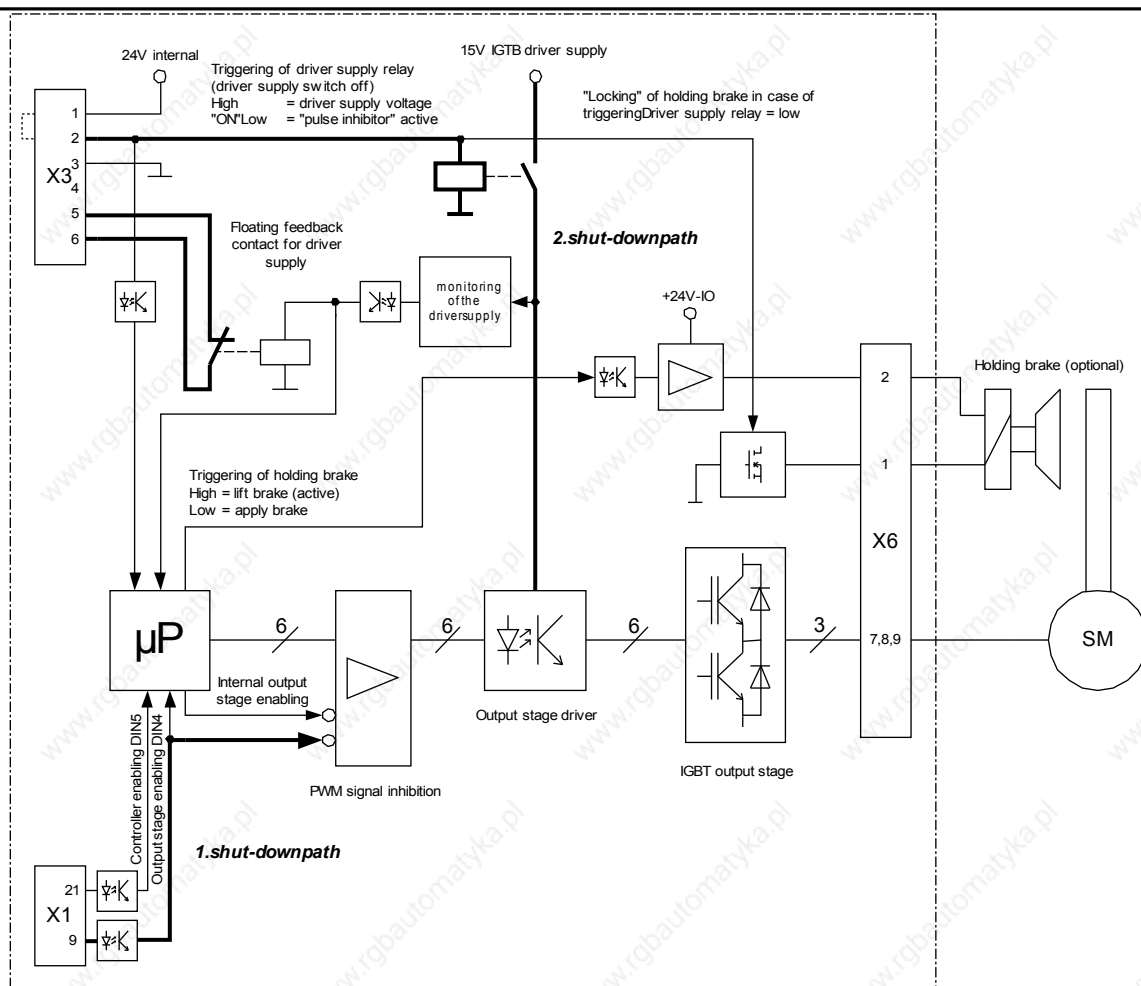 24V internal
Triggering of driver supply relay
(driver supply switch off)
High = driver supply voltage
"ON"Low = "pulse inhibitor" active
15V IGTB driver supply
"Locking" of holding brake in case of
triggeringDriver supply relay = low
1
2
3
X3
4
5
6
Floating feedback
contact for driver
supply
2.shut-downpath
monitoring
of the
driversupply
+24V-IO
2
Holding brake (optional)
1
Triggering of holding brake
High = lift brake (active)
Low = apply brake
X6
µP
6
6
6
3
7,8,9
SM
Internal output
stage enabling
Output stage driver
IGBT output stage
PWM signal inhibition
Controller enabling DIN5
Output stage enabling DIN4
1.shut-downpath
21
X1
9
www.rgbautomatyka.pl